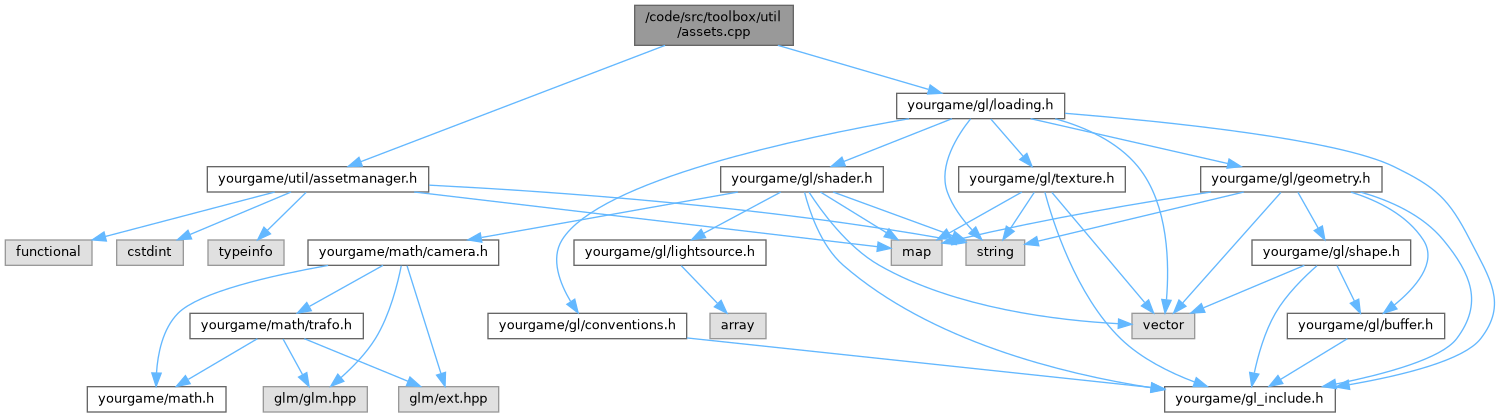 /code/src/toolbox/util
/assets.cpp
yourgame/gl/loading.h
yourgame/util/assetmanager.h
yourgame/gl/shader.h
yourgame/gl/texture.h
yourgame/gl/geometry.h
functional
cstdint
typeinfo
yourgame/math/camera.h
yourgame/gl/lightsource.h
map
string
yourgame/gl/shape.h
yourgame/math/trafo.h
yourgame/gl/conventions.h
array
vector
yourgame/gl/buffer.h
yourgame/math.h
glm/glm.hpp
glm/ext.hpp
yourgame/gl_include.h